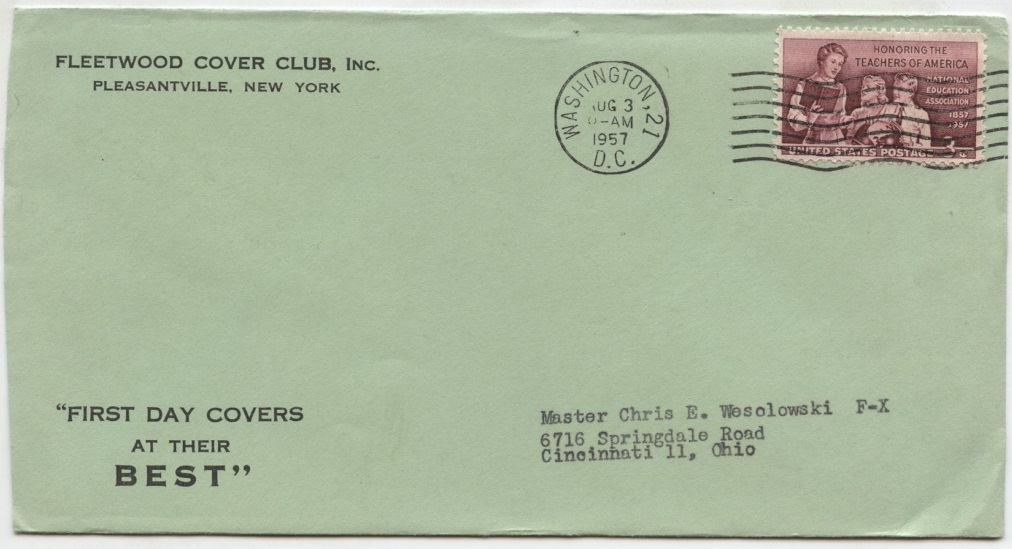 FLEETWOOD COVER CLUB, INC.
PLEASANTVILLE, NEW YORK
WASHINGTON, 21
AUG 3
-AM
1957
D.C.
HONORING THE
TEACHERS OF AMERICA
NATIONAL
EDUCATION
ASSOCIATION
1857
1957
UNITED STATES POSTAGE 3¢
"FIRST DAY COVERS
AT THEIR
BEST"
Master Chris E. Wesolowski F-X
6716 Springdale Road
Cincinnati 11, Ohio